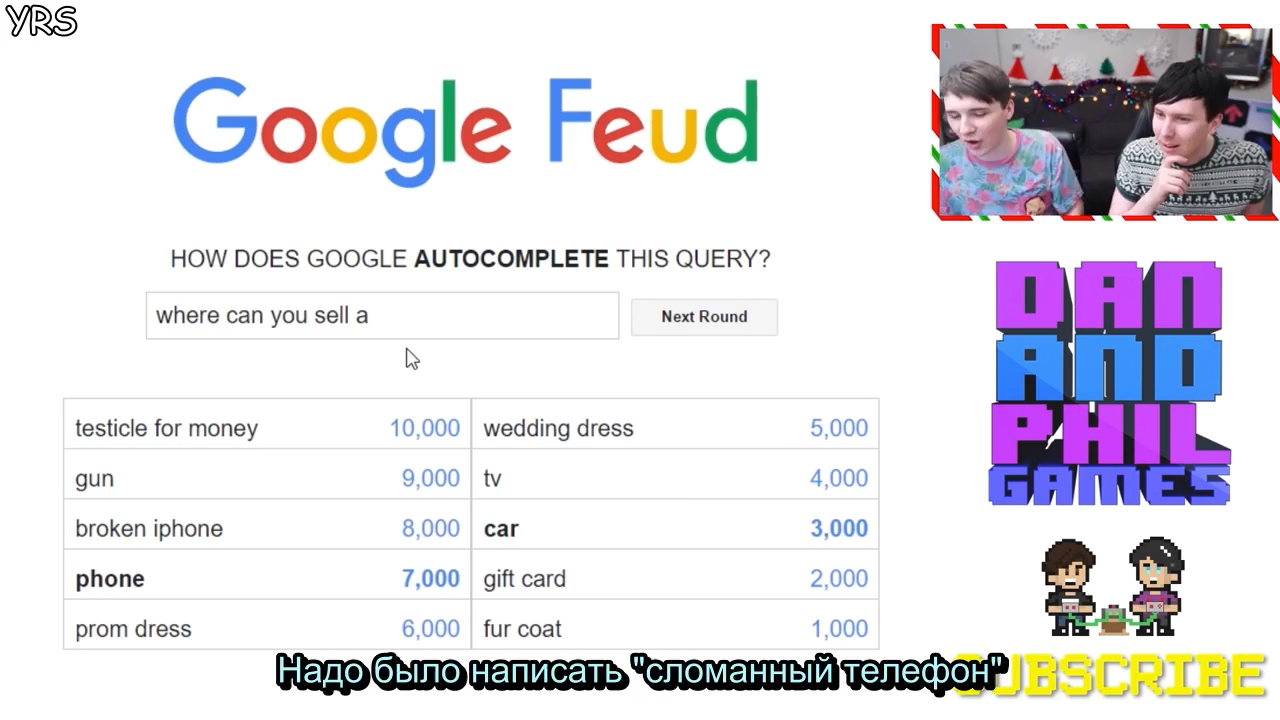 YRS
Google Feud
HOW DOES GOOGLE AUTOCOMPLETE THIS QUERY?
where can you sell a
Next Round
testicle for money 10,000
gun 9,000
broken iphone 8,000
phone 7,000
prom dress 6,000
wedding dress 5,000
tv 4,000
car 3,000
gift card 2,000
fur coat 1,000
DAN
AND
PHIL
GAMES
SUBSCRIBE
Надо было написать "сломанный телефон"